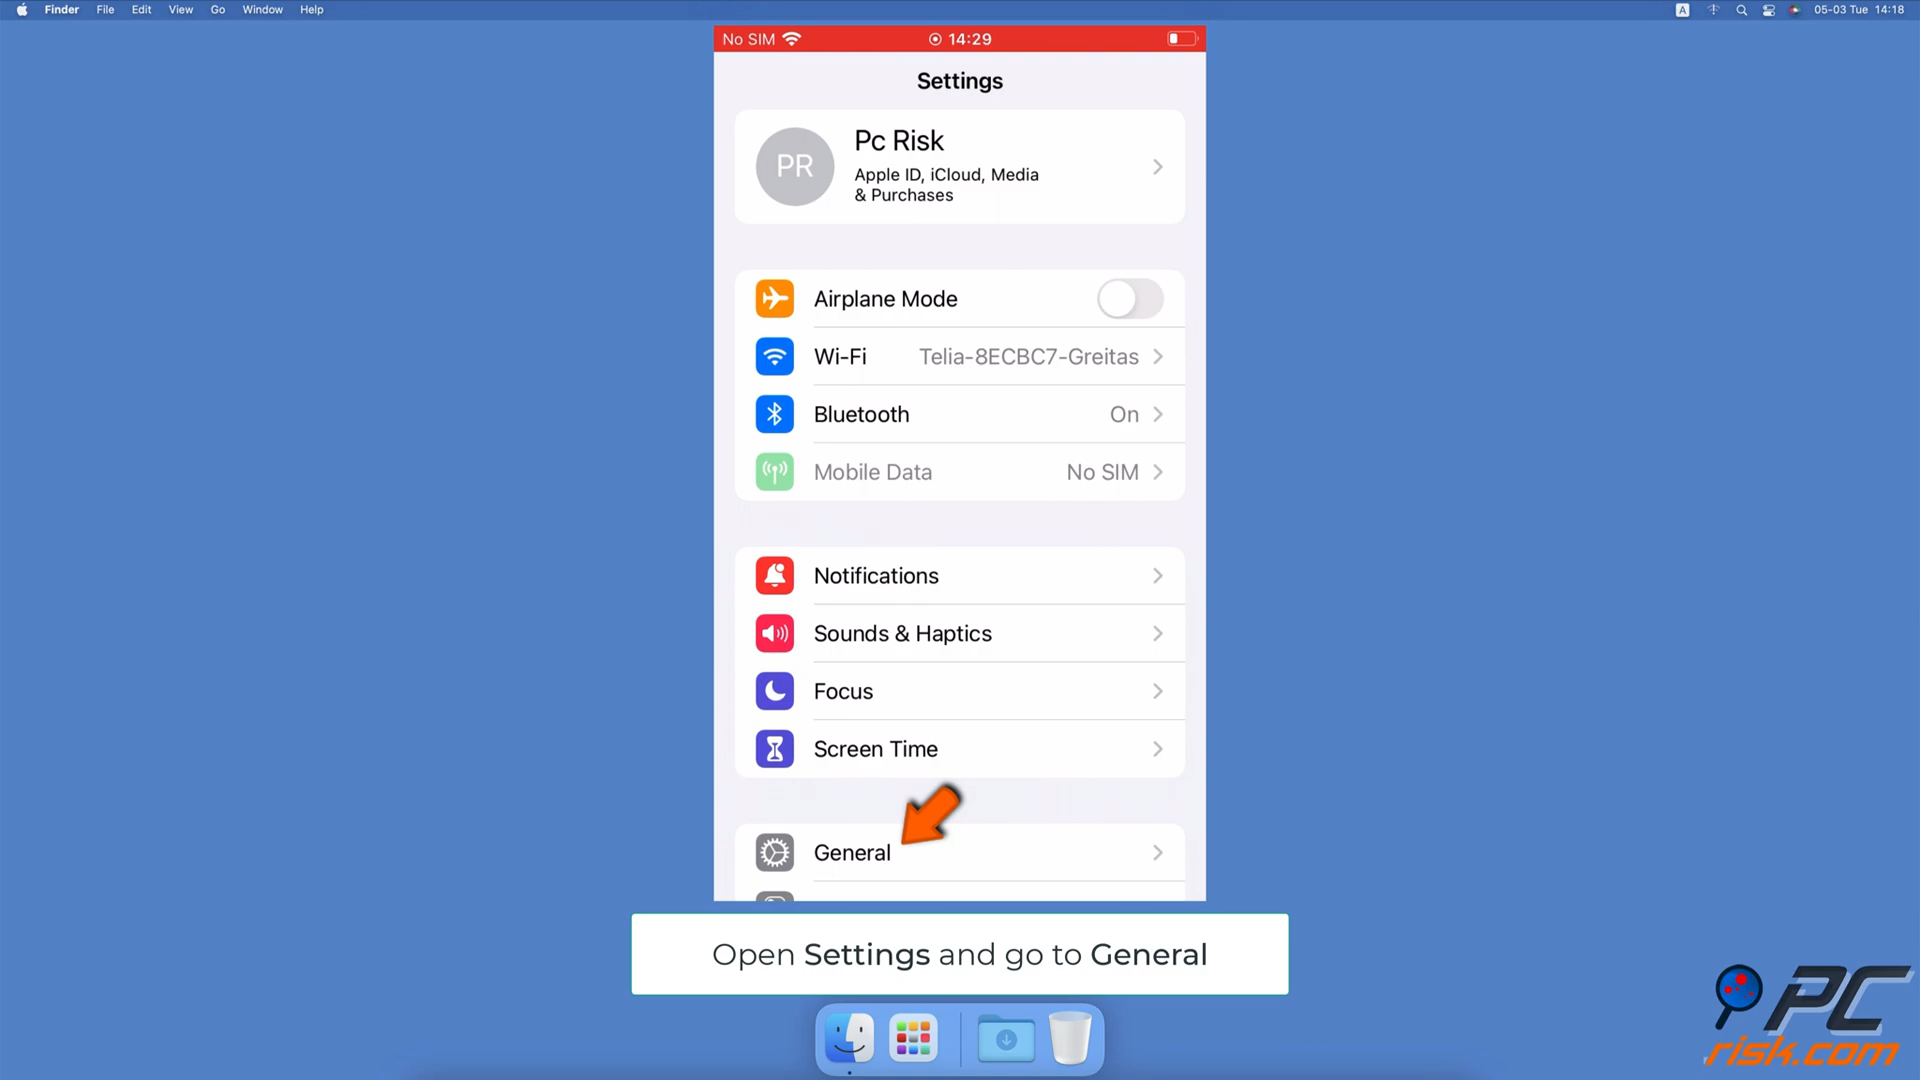 Finder File Edit View Go Window Help
A 05-03 Tue 14:18
No SIM 14:29
Settings
PR
Pc Risk
Apple ID, iCloud, Media
& Purchases
Airplane Mode
Wi-Fi Telia-8ECBC7-Greitas
Bluetooth On
Mobile Data No SIM
Notifications
Sounds & Haptics
Focus
Screen Time
General
Open Settings and go to General
PC
risk.com